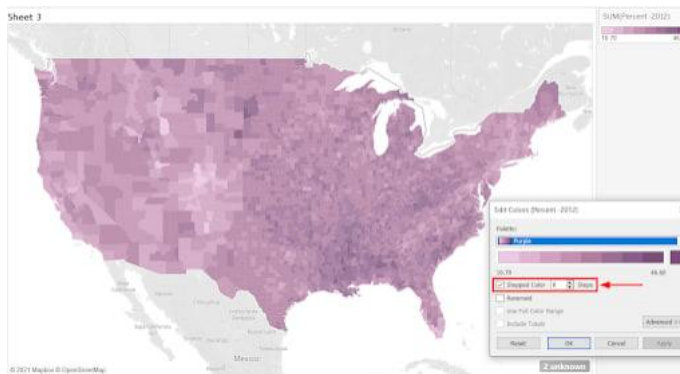 Sheet 3
SUM(Percent -2012)
16.70
Edit Colors [Percent -2012]
Palette:
Purple
16.70 46.60
Stepped Color Steps
Reversed
Use Full Color Range
Include Totals
Advanced >>
Reset OK Cancel Apply
Mexico
2 unknown
© 2021 Mapbox © OpenStreetMap